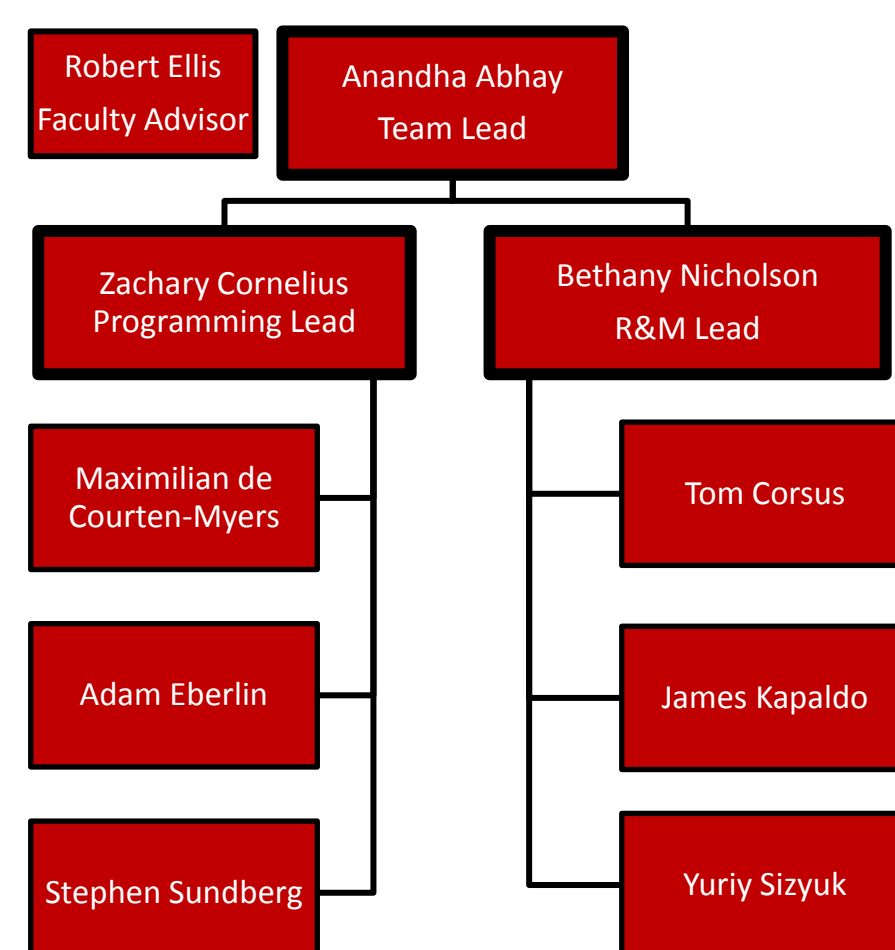 Robert Ellis
Faculty Advisor
Anandha Abhay
Team Lead
Zachary Cornelius
Programming Lead
Bethany Nicholson
R&M Lead
Maximilian de
Courten-Myers
Tom Corsus
Adam Eberlin
James Kapaldo
Stephen Sundberg
Yuriy Sizyuk